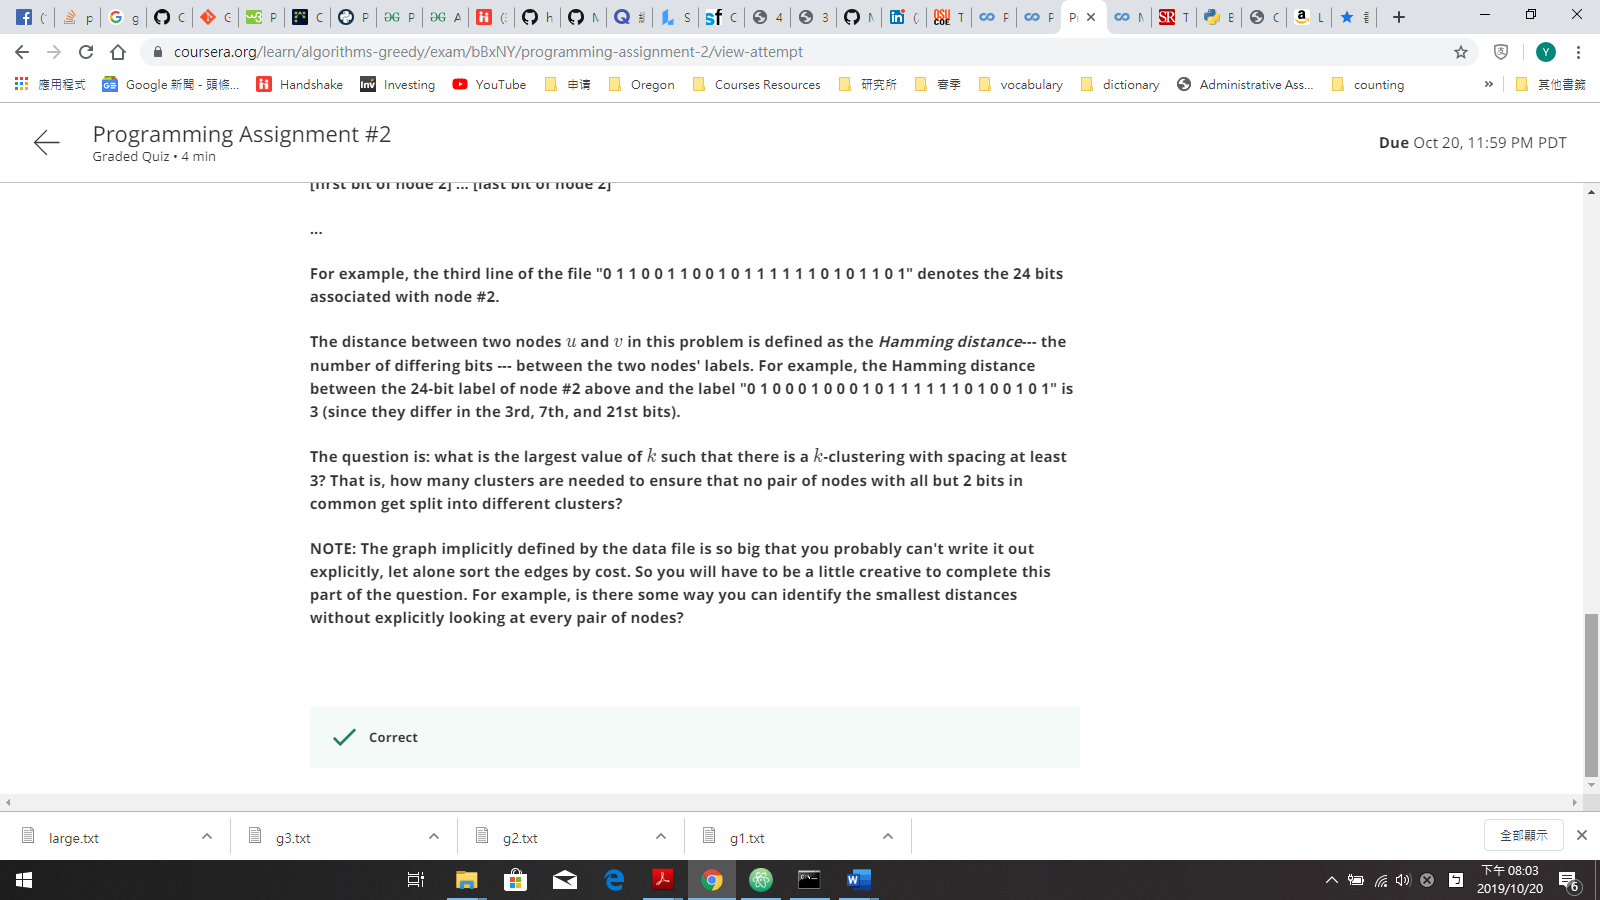 coursera.org/learn/algorithms-greedy/exam/bBxNY/programming-assignment-2/view-attempt
應用程式 Google 新聞 - 頭條... Handshake Investing YouTube 申请 Oregon Courses Resources 研究所 春季 vocabulary dictionary Administrative Ass... counting » 其他書籤
Programming Assignment #2
Graded Quiz • 4 min
Due Oct 20, 11:59 PM PDT
[first bit of node 2] ... [last bit of node 2]
...
For example, the third line of the file "0 1 1 0 0 1 1 0 0 1 0 1 1 1 1 1 1 0 1 0 1 1 0 1" denotes the 24 bits
associated with node #2.
The distance between two nodes u and v in this problem is defined as the Hamming distance--- the
number of differing bits --- between the two nodes' labels. For example, the Hamming distance
between the 24-bit label of node #2 above and the label "0 1 0 0 0 1 0 0 0 1 0 1 1 1 1 1 1 0 1 0 0 1 0 1" is
3 (since they differ in the 3rd, 7th, and 21st bits).
The question is: what is the largest value of k such that there is a k-clustering with spacing at least
3? That is, how many clusters are needed to ensure that no pair of nodes with all but 2 bits in
common get split into different clusters?
NOTE: The graph implicitly defined by the data file is so big that you probably can't write it out
explicitly, let alone sort the edges by cost. So you will have to be a little creative to complete this
part of the question. For example, is there some way you can identify the smallest distances
without explicitly looking at every pair of nodes?
Correct
large.txt g3.txt g2.txt g1.txt 全部顯示
下午 08:03
2019/10/20
6